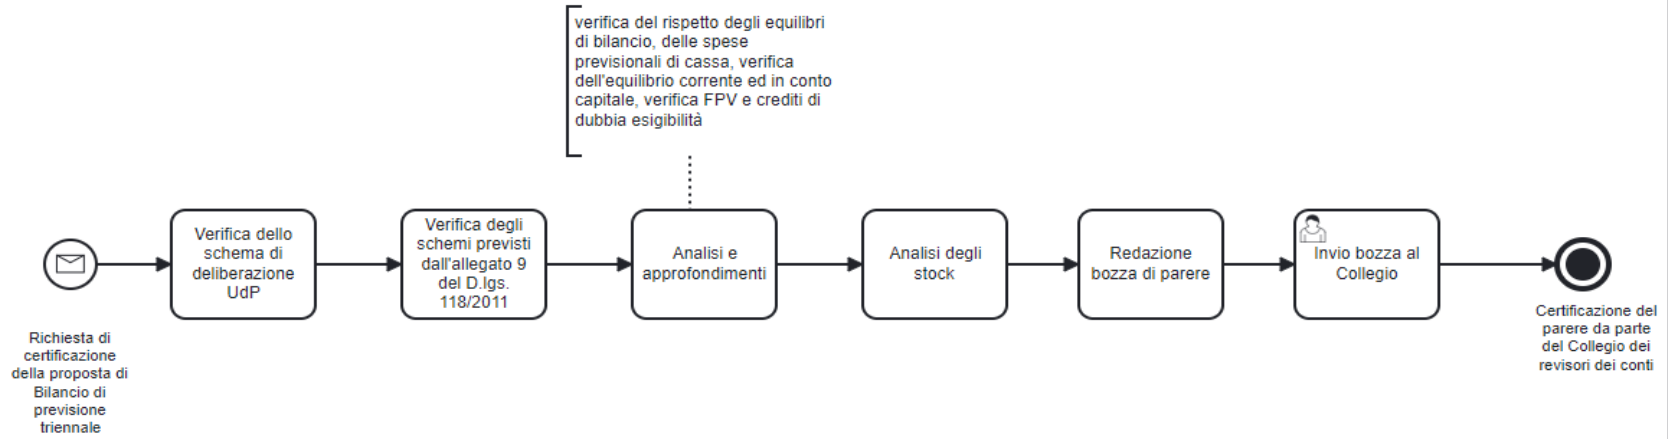 verifica del rispetto degli equilibri
di bilancio, delle spese
previsionali di cassa, verifica
dell'equilibrio corrente ed in conto
capitale, verifica FPV e crediti di
dubbia esigibilità
Richiesta di
certificazione
della proposta di
Bilancio di
previsione
triennale
Verifica dello
schema di
deliberazione
UdP
Verifica degli
schemi previsti
dall'allegato 9
del D.lgs.
118/2011
Analisi e
approfondimenti
Analisi degli
stock
Redazione
bozza di parere
Invio bozza al
Collegio
Certificazione del
parere da parte
del Collegio dei
revisori dei conti